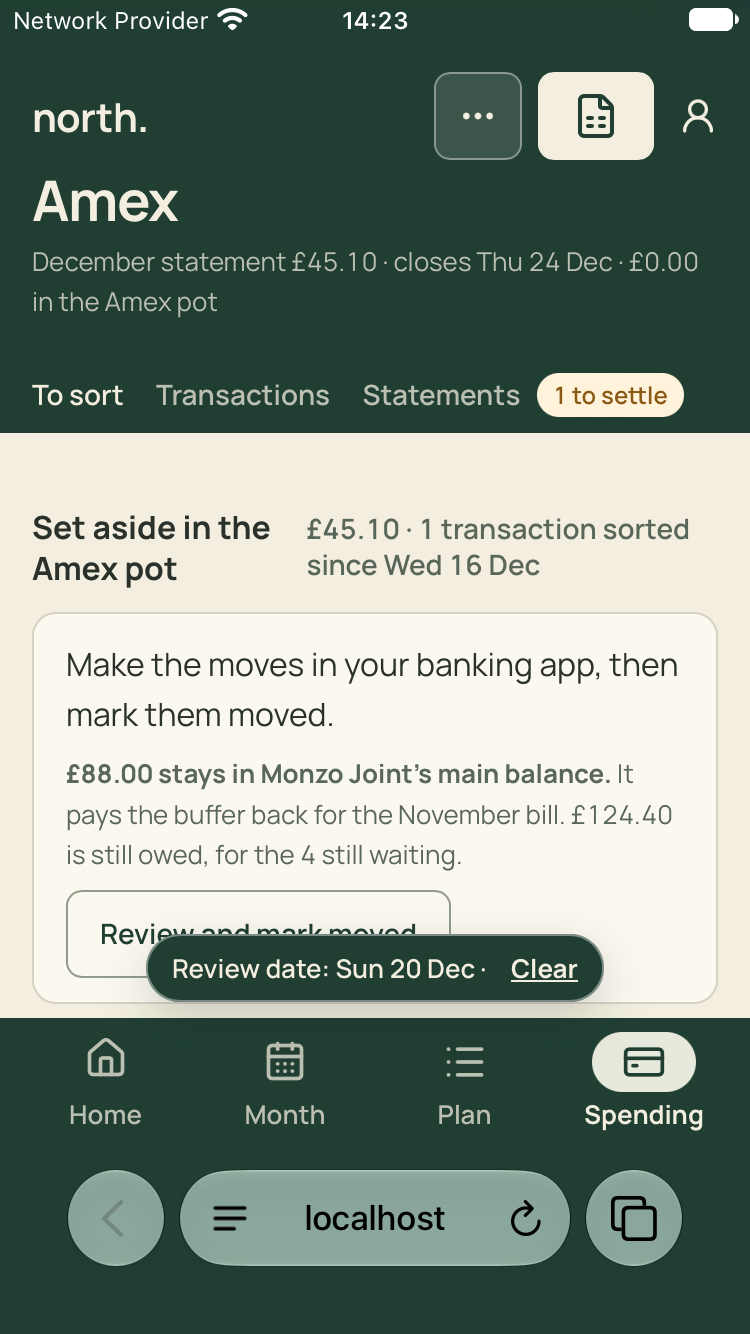 Network Provider 14:23
north.
Amex
December statement £45.10 · closes Thu 24 Dec · £0.00
in the Amex pot
To sort Transactions Statements 1 to settle
Set aside in the
Amex pot
£45.10 · 1 transaction sorted
since Wed 16 Dec
Make the moves in your banking app, then
mark them moved.
£88.00 stays in Monzo Joint’s main balance. It
pays the buffer back for the November bill. £124.40
is still owed, for the 4 still waiting.
Review and mark moved
Review date: Sun 20 Dec · Clear
Home Month Plan Spending
localhost